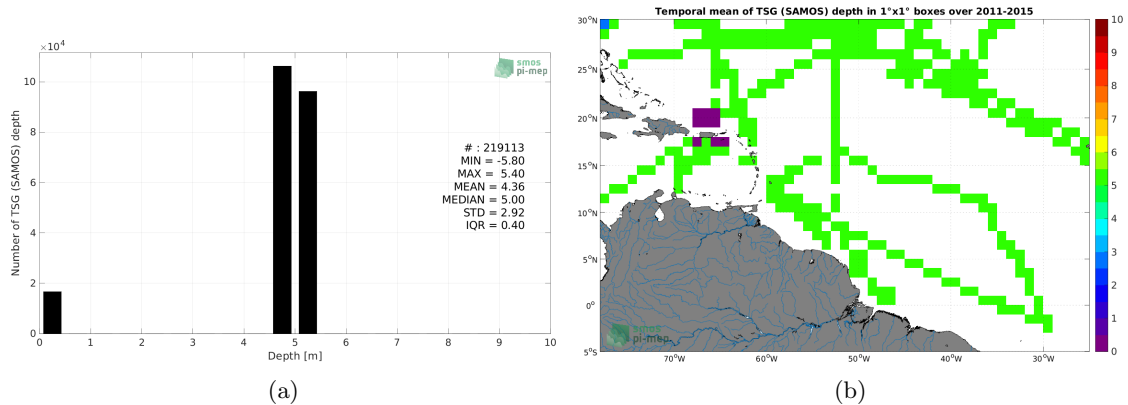 ×10⁴
smos
pi-mep
10
8
6
4
2
0
Number of TSG (SAMOS) depth
# : 219113
MIN = -5.80
MAX = 5.40
MEAN = 4.36
MEDIAN = 5.00
STD = 2.92
IQR = 0.40
0 1 2 3 4 5 6 7 8 9 10
Depth [m]
(a)
Temporal mean of TSG (SAMOS) depth in 1°x1° boxes over 2011-2015
30°N
25°N
20°N
15°N
10°N
5°N
0°
5°S
70°W 60°W 50°W 40°W 30°W
smos
pi-mep
10
9
8
7
6
5
4
3
2
1
0
(b)